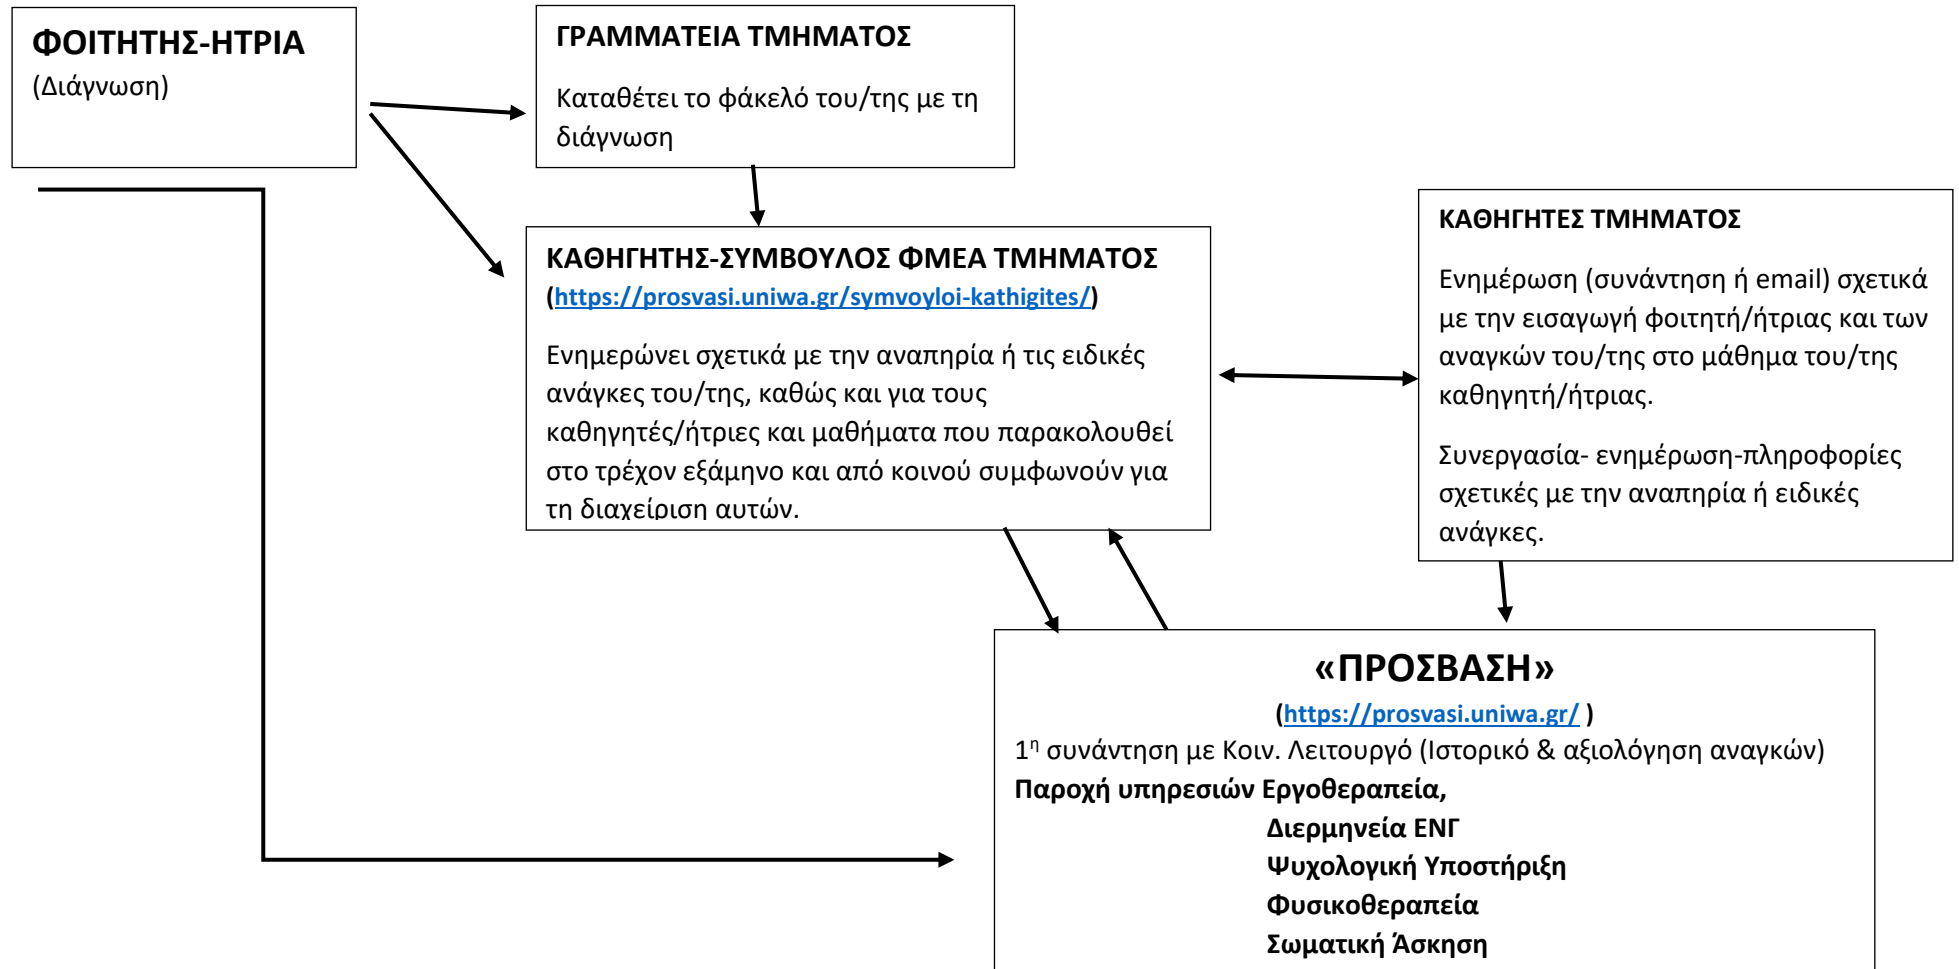 ΦΟΙΤΗΤΗΣ-ΗΤΡΙΑ
(Διάγνωση)
ΓΡΑΜΜΑΤΕΙΑ ΤΜΗΜΑΤΟΣ
Καταθέτει το φάκελό του/της με τη
διάγνωση
ΚΑΘΗΓΗΤΗΣ-ΣΥΜΒΟΥΛΟΣ ΦΜΕΑ ΤΜΗΜΑΤΟΣ
(https://prosvasi.uniwa.gr/symvoyloi-kathigites/)
Ενημερώνει σχετικά με την αναπηρία ή τις ειδικές
ανάγκες του/της, καθώς και για τους
καθηγητές/ήτριες και μαθήματα που παρακολουθεί
στο τρέχον εξάμηνο και από κοινού συμφωνούν για
τη διαχείριση αυτών.
ΚΑΘΗΓΗΤΕΣ ΤΜΗΜΑΤΟΣ
Ενημέρωση (συνάντηση ή email) σχετικά
με την εισαγωγή φοιτητή/ήτριας και των
αναγκών του/της στο μάθημα του/της
καθηγητή/ήτριας.
Συνεργασία- ενημέρωση-πληροφορίες
σχετικές με την αναπηρία ή ειδικές
ανάγκες.
«ΠΡΟΣΒΑΣΗ»
(https://prosvasi.uniwa.gr/ )
1η συνάντηση με Κοιν. Λειτουργό (Ιστορικό & αξιολόγηση αναγκών)
Παροχή υπηρεσιών Εργοθεραπεία,
Διερμηνεία ΕΝΓ
Ψυχολογική Υποστήριξη
Φυσικοθεραπεία
Σωματική Άσκηση